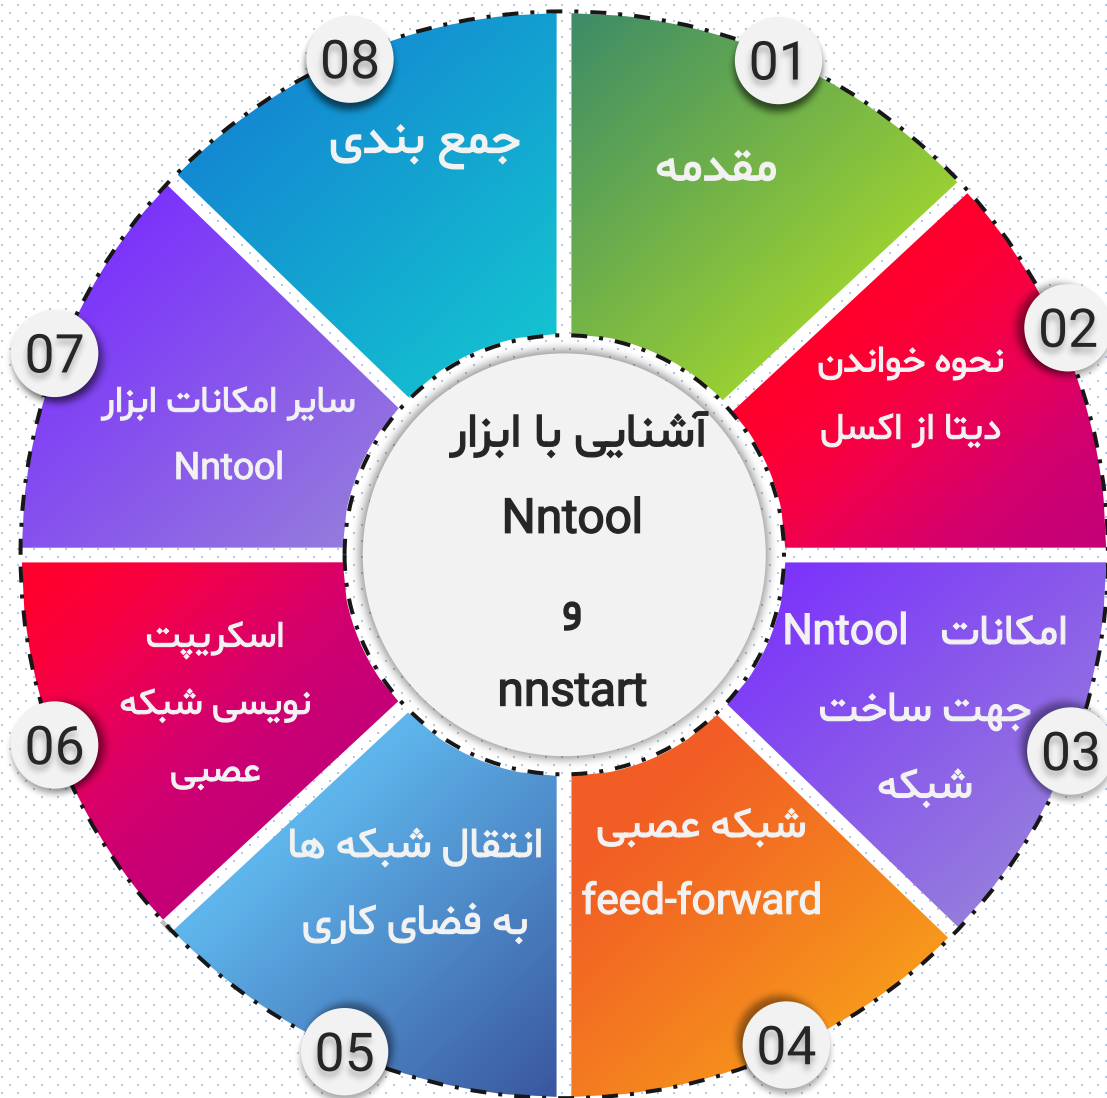 آشنایی با ابزار
Nntool
و
nnstart
01
مقدمه
02
نحوه خواندن
دیتا از اکسل
03
امکانات Nntool
جهت ساخت
شبکه
04
شبکه عصبی
feed-forward
05
انتقال شبکه ها
به فضای کاری
06
اسکریپت
نویسی شبکه
عصبی
07
سایر امکانات ابزار
Nntool
08
جمع بندی